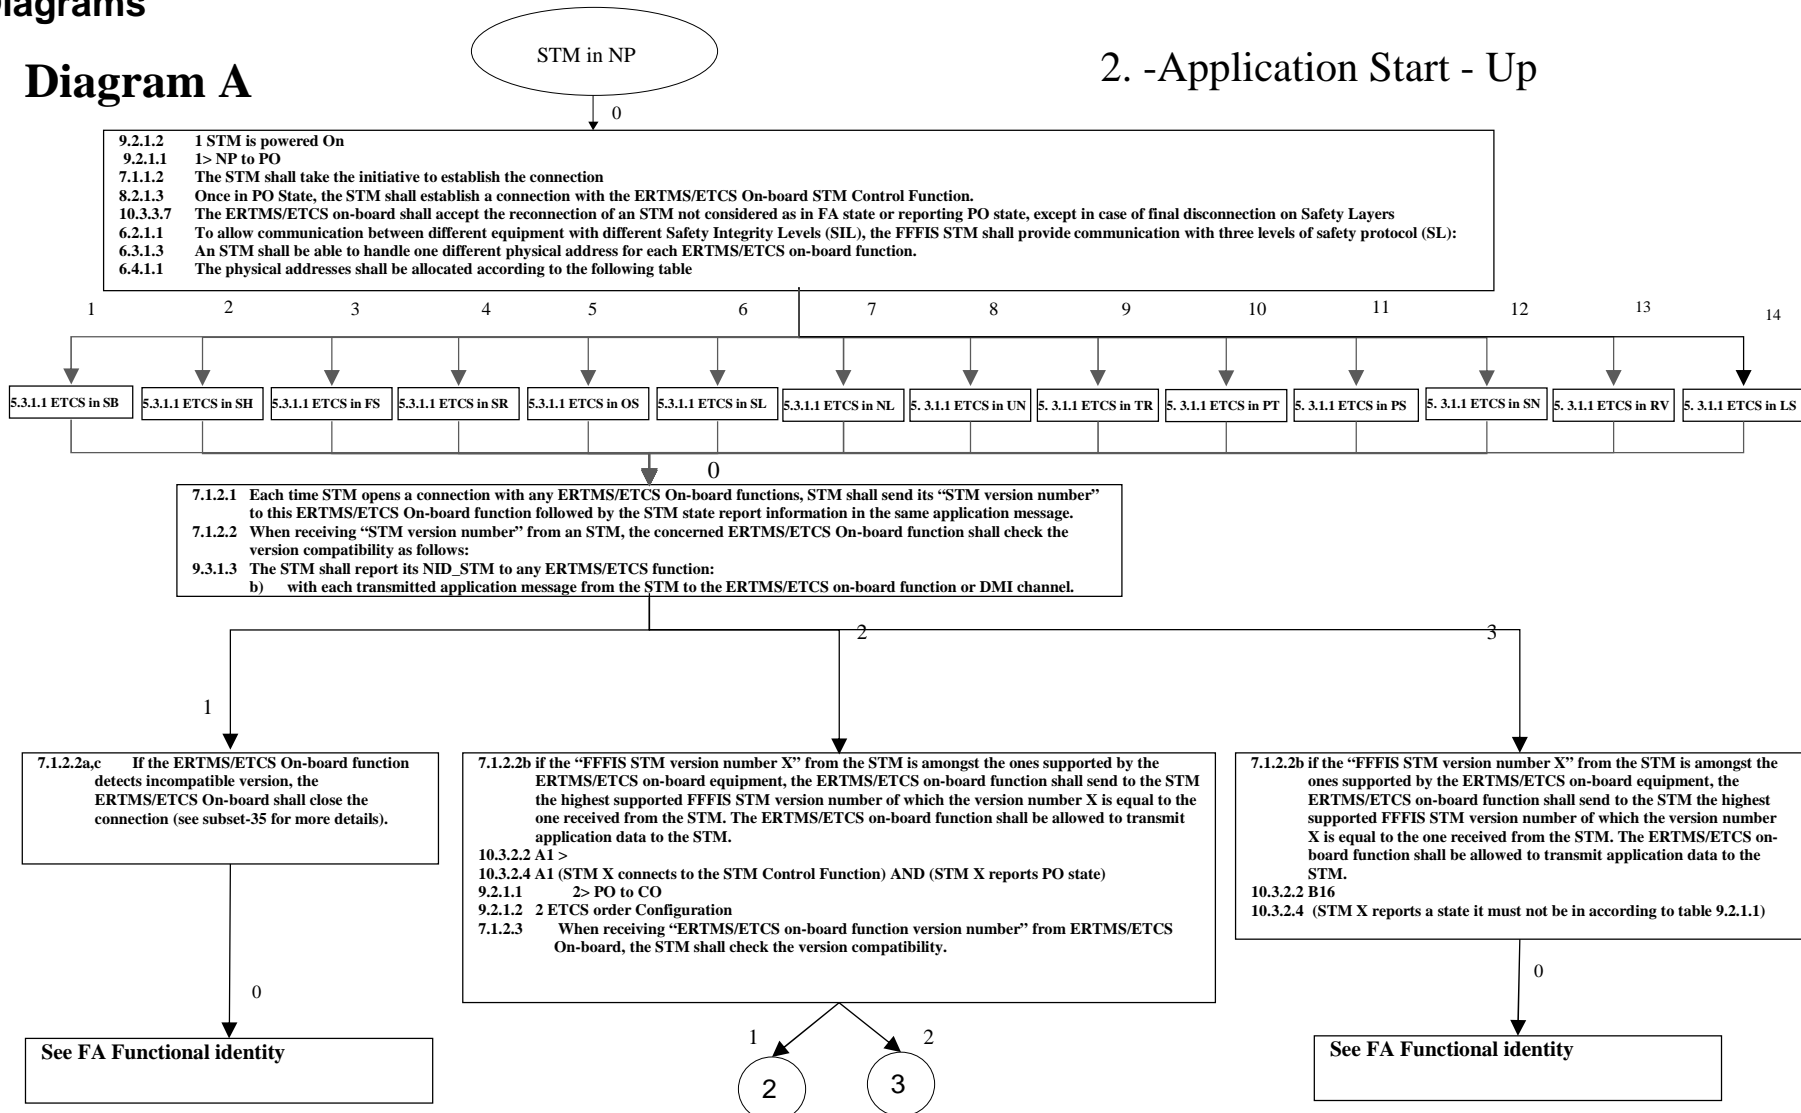 Diagrams
Diagram A
STM in NP
2. -Application Start - Up
0
9.2.1.2 1 STM is powered On
9.2.1.1 1> NP to PO
7.1.1.2 The STM shall take the initiative to establish the connection
8.2.1.3 Once in PO State, the STM shall establish a connection with the ERTMS/ETCS On-board STM Control Function.
10.3.3.7 The ERTMS/ETCS on-board shall accept the reconnection of an STM not considered as in FA state or reporting PO state, except in case of final disconnection on Safety Layers
6.2.1.1 To allow communication between different equipment with different Safety Integrity Levels (SIL), the FFFIS STM shall provide communication with three levels of safety protocol (SL):
6.3.1.3 An STM shall be able to handle one different physical address for each ERTMS/ETCS on-board function.
6.4.1.1 The physical addresses shall be allocated according to the following table
1 2 3 4 5 6 7 8 9 10 11 12 13 14
5.3.1.1 ETCS in SB
5.3.1.1 ETCS in SH
5.3.1.1 ETCS in FS
5.3.1.1 ETCS in SR
5.3.1.1 ETCS in OS
5.3.1.1 ETCS in SL
5.3.1.1 ETCS in NL
5. 3.1.1 ETCS in UN
5. 3.1.1 ETCS in TR
5. 3.1.1 ETCS in PT
5. 3.1.1 ETCS in PS
5. 3.1.1 ETCS in SN
5. 3.1.1 ETCS in RV
5. 3.1.1 ETCS in LS
0
7.1.2.1 Each time STM opens a connection with any ERTMS/ETCS On-board functions, STM shall send its “STM version number”
to this ERTMS/ETCS On-board function followed by the STM state report information in the same application message.
7.1.2.2 When receiving “STM version number” from an STM, the concerned ERTMS/ETCS On-board function shall check the
version compatibility as follows:
9.3.1.3 The STM shall report its NID_STM to any ERTMS/ETCS function:
b) with each transmitted application message from the STM to the ERTMS/ETCS on-board function or DMI channel.
1
2
3
7.1.2.2a,c If the ERTMS/ETCS On-board function
detects incompatible version, the
ERTMS/ETCS On-board shall close the
connection (see subset-35 for more details).
0
See FA Functional identity
7.1.2.2b if the “FFFIS STM version number X” from the STM is amongst the ones supported by the
ERTMS/ETCS on-board equipment, the ERTMS/ETCS on-board function shall send to the STM
the highest supported FFFIS STM version number of which the version number X is equal to the
one received from the STM. The ERTMS/ETCS on-board function shall be allowed to transmit
application data to the STM.
10.3.2.2 A1 >
10.3.2.4 A1 (STM X connects to the STM Control Function) AND (STM X reports PO state)
9.2.1.1 2> PO to CO
9.2.1.2 2 ETCS order Configuration
7.1.2.3 When receiving “ERTMS/ETCS on-board function version number” from ERTMS/ETCS
On-board, the STM shall check the version compatibility.
1
2
2
3
7.1.2.2b if the “FFFIS STM version number X” from the STM is amongst the
ones supported by the ERTMS/ETCS on-board equipment, the
ERTMS/ETCS on-board function shall send to the STM the highest
supported FFFIS STM version number of which the version number
X is equal to the one received from the STM. The ERTMS/ETCS on-
board function shall be allowed to transmit application data to the
STM.
10.3.2.2 B16
10.3.2.4 (STM X reports a state it must not be in according to table 9.2.1.1)
0
See FA Functional identity